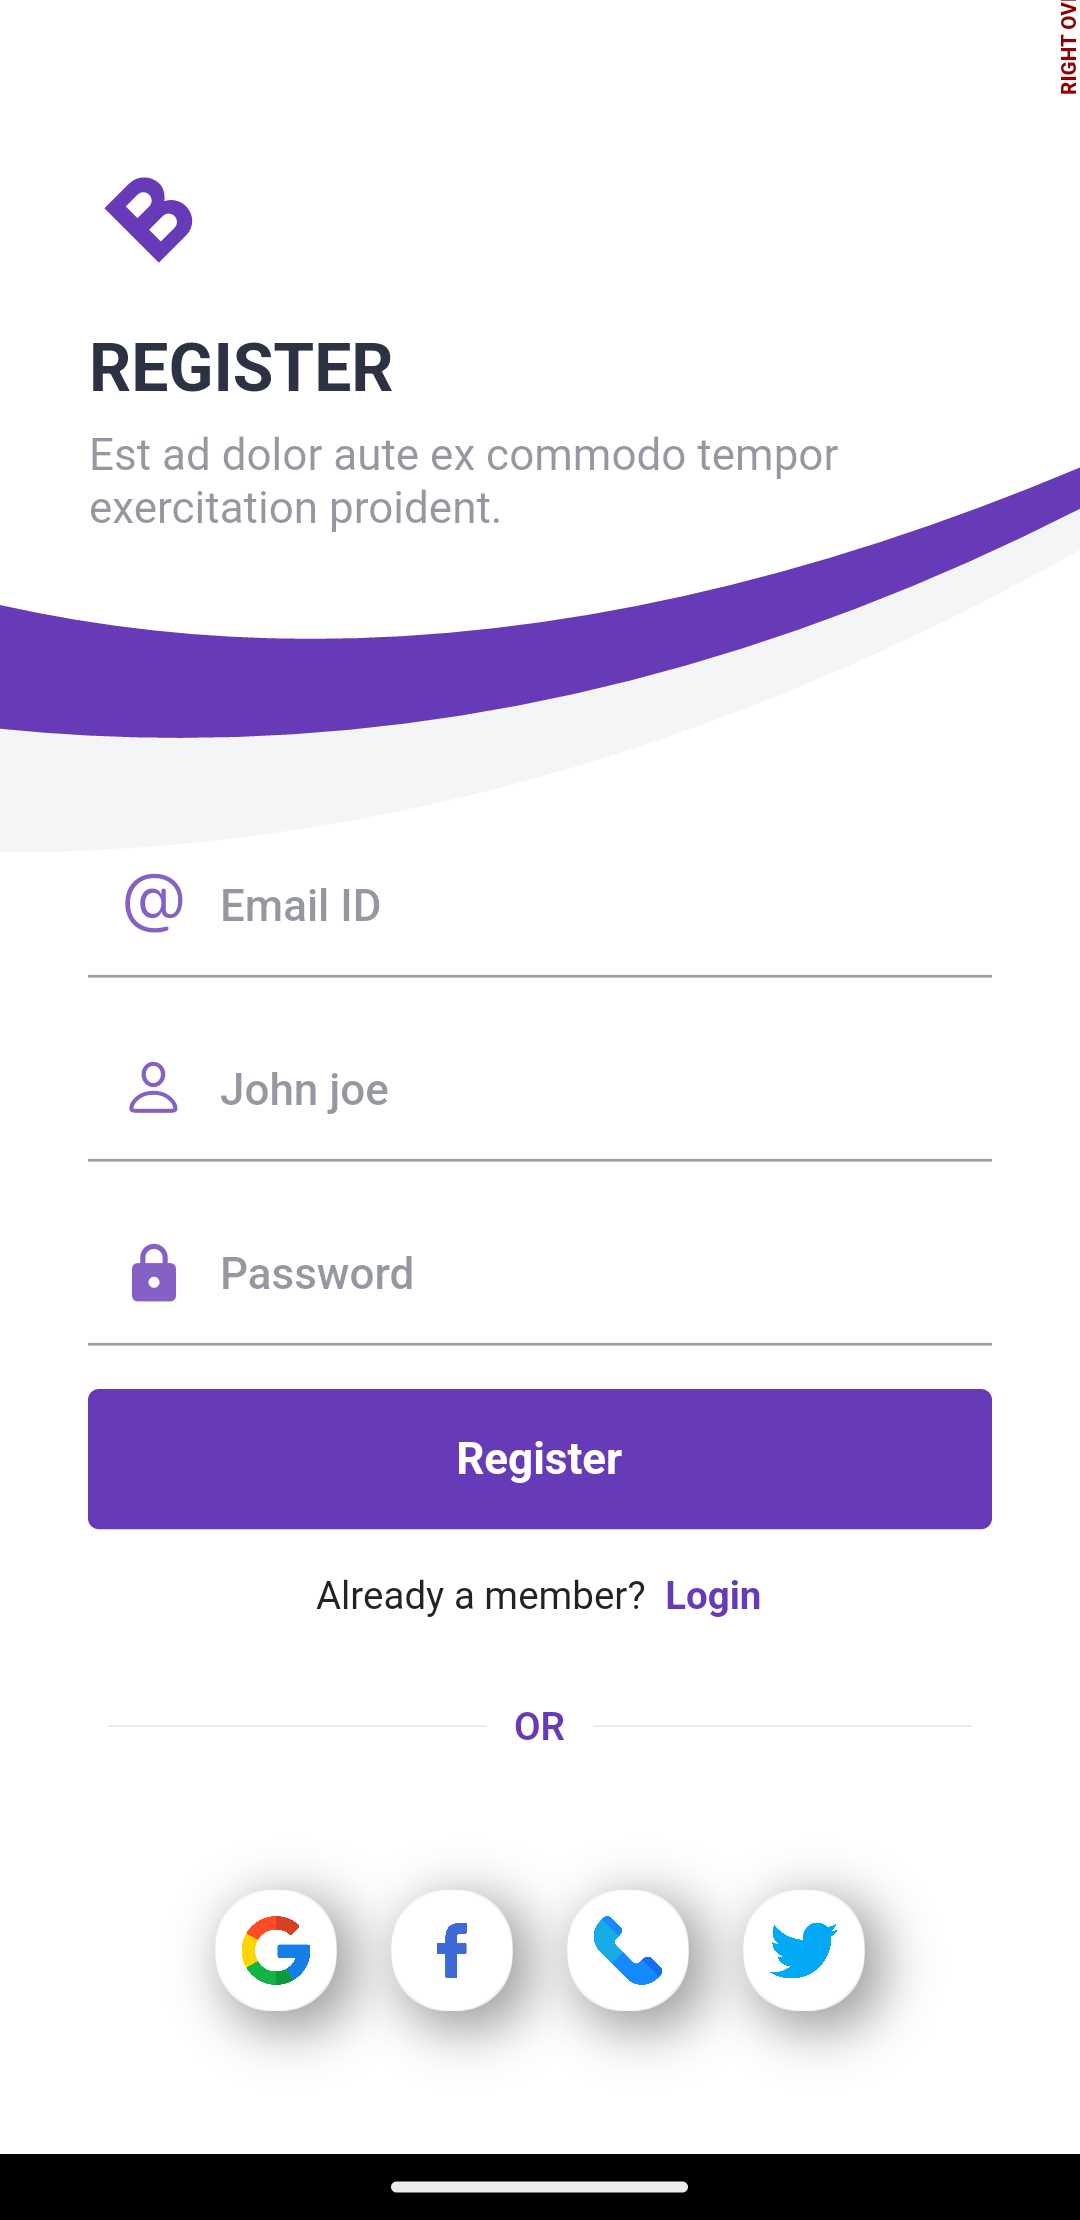 RIGHT
B
REGISTER
Est ad dolor aute ex commodo tempor
exercitation proident.
@ Email ID
John joe
Password
Register
Already a member? Login
OR
G f